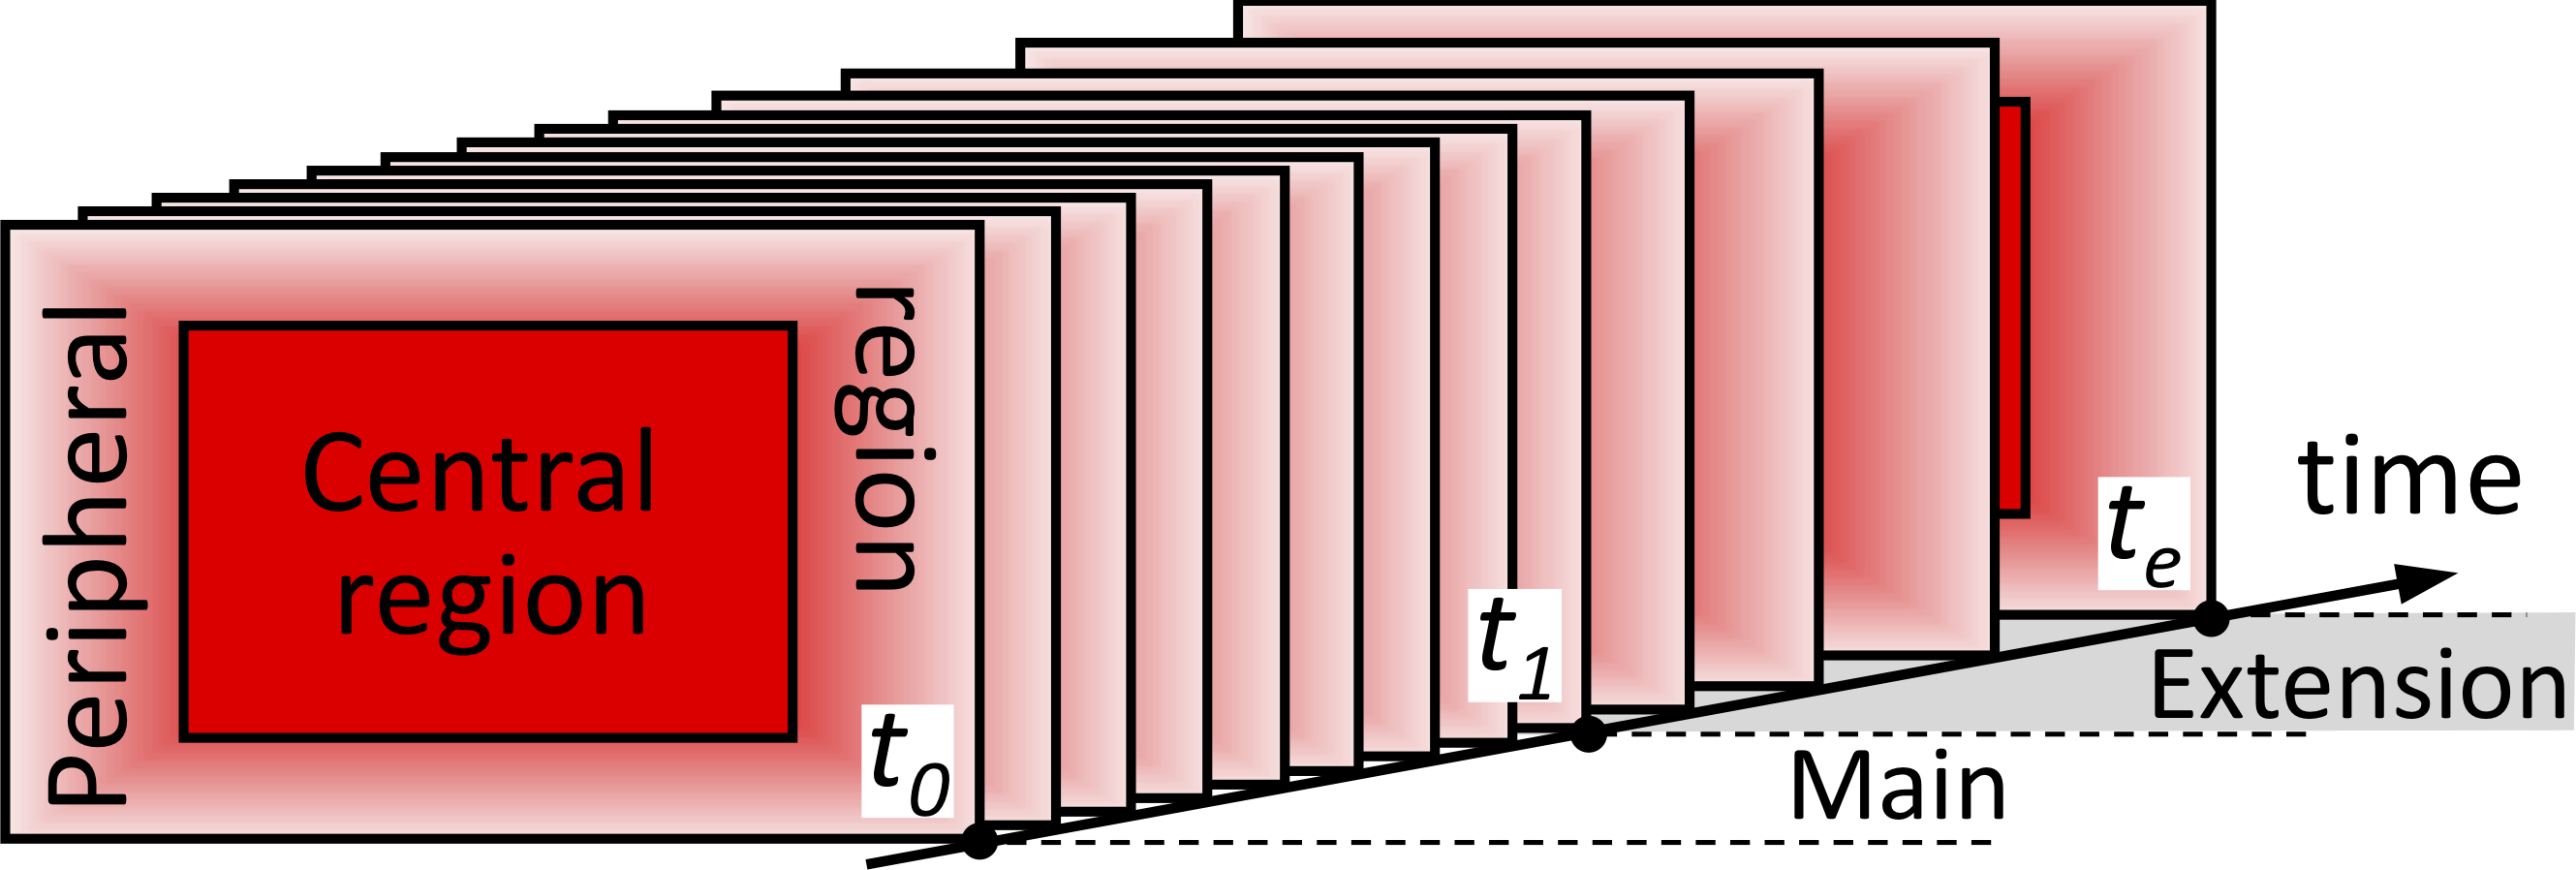 Peripheral
region
Central
region
t0
t1
te
time
Extension
Main